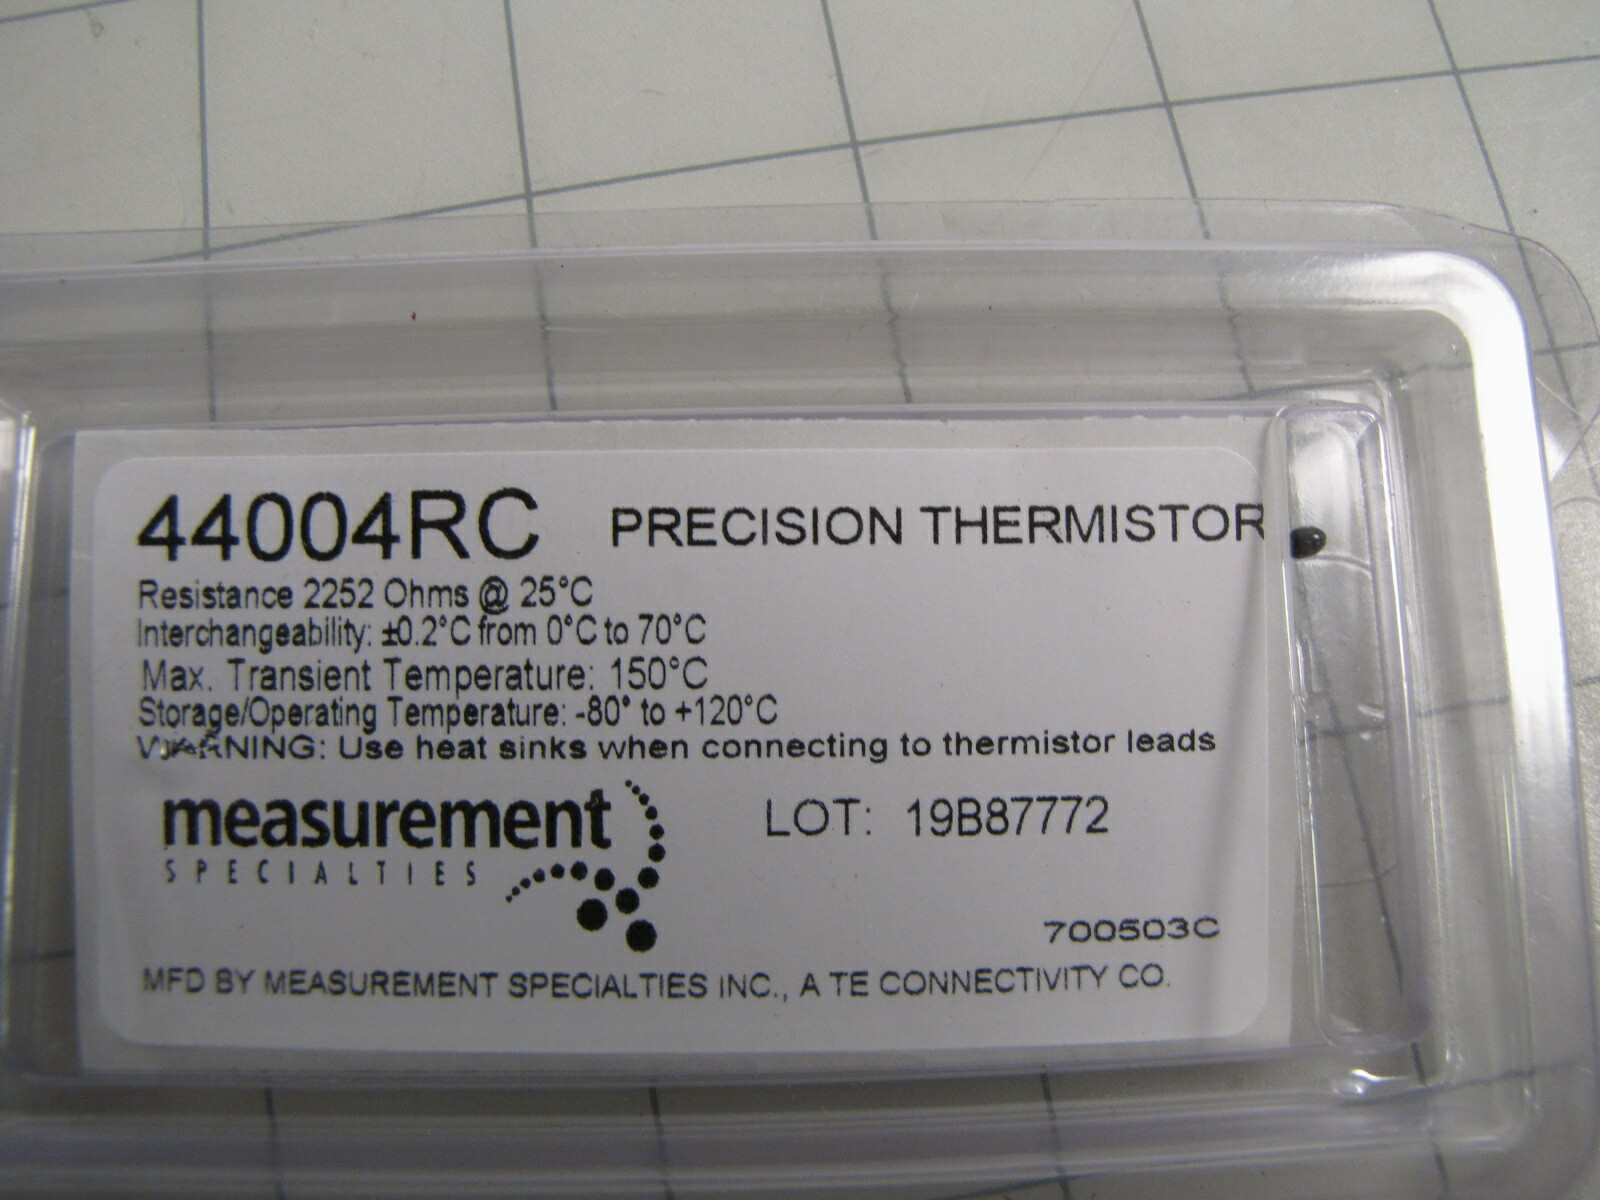 44004RC PRECISION THERMISTOR
Resistance 2252 Ohms @ 25°C
Interchangeability: ±0.2°C from 0°C to 70°C
Max. Transient Temperature: 150°C
Storage/Operating Temperature: -80° to +120°C
WARNING: Use heat sinks when connecting to thermistor leads
measurement
SPECIALTIES
LOT: 19B87772
700503C
MFD BY MEASUREMENT SPECIALTIES INC., A TE CONNECTIVITY CO.